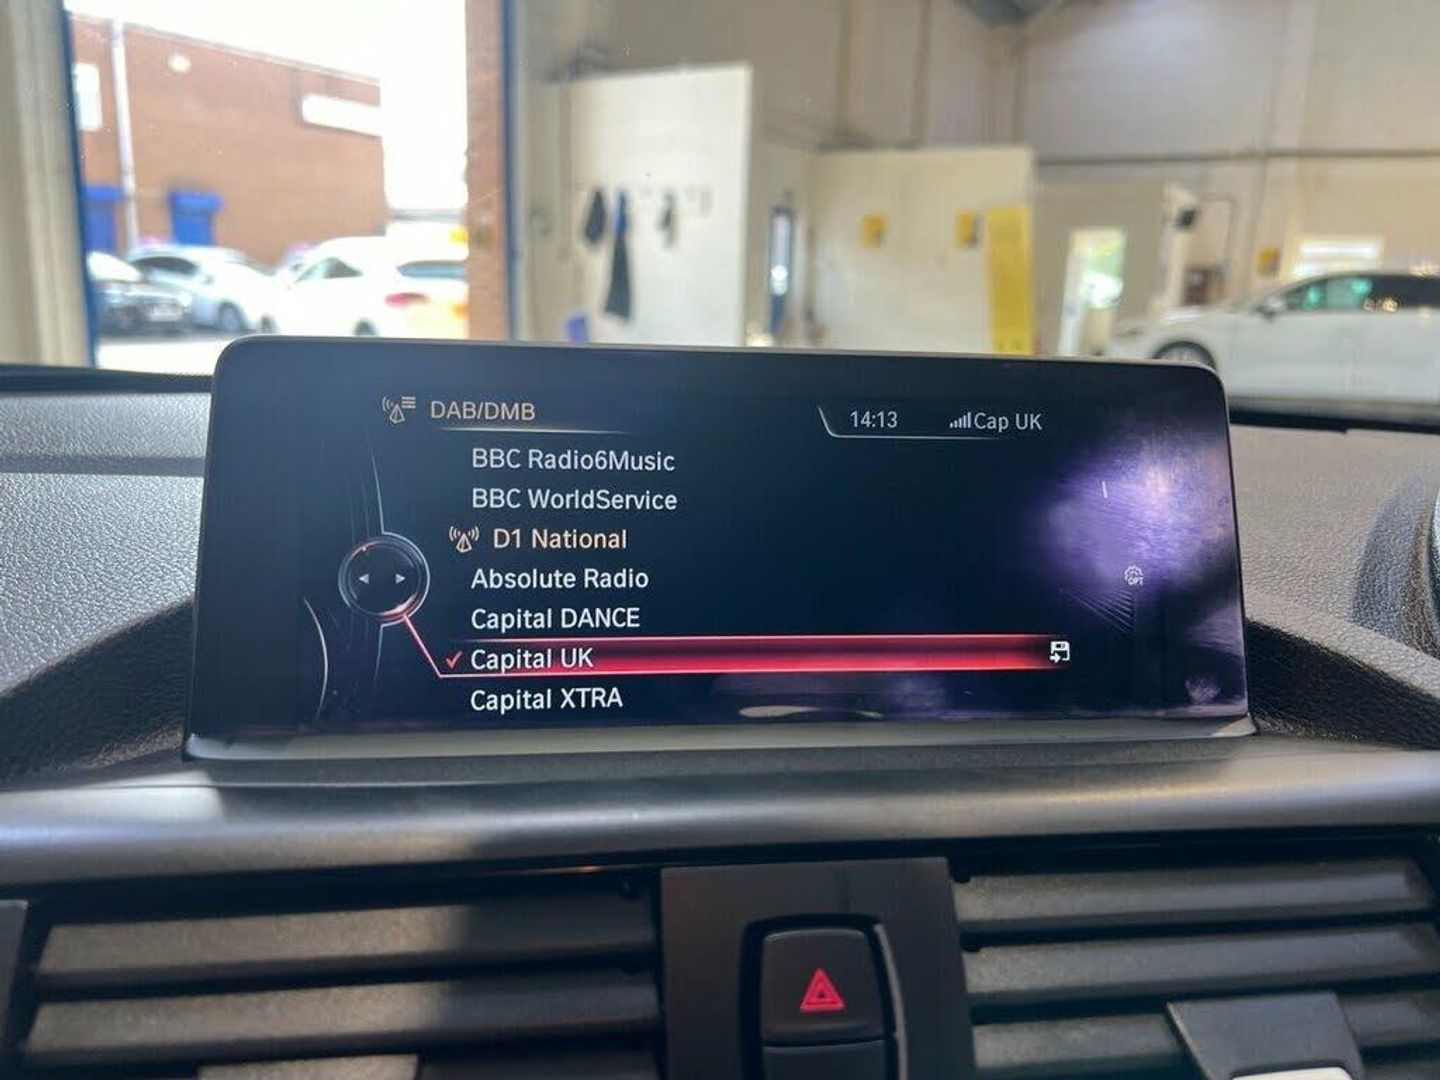 DAB/DMB
14:13
Cap UK
BBC Radio6Music
BBC WorldService
D1 National
Absolute Radio
Capital DANCE
OPT
Capital UK
Capital XTRA